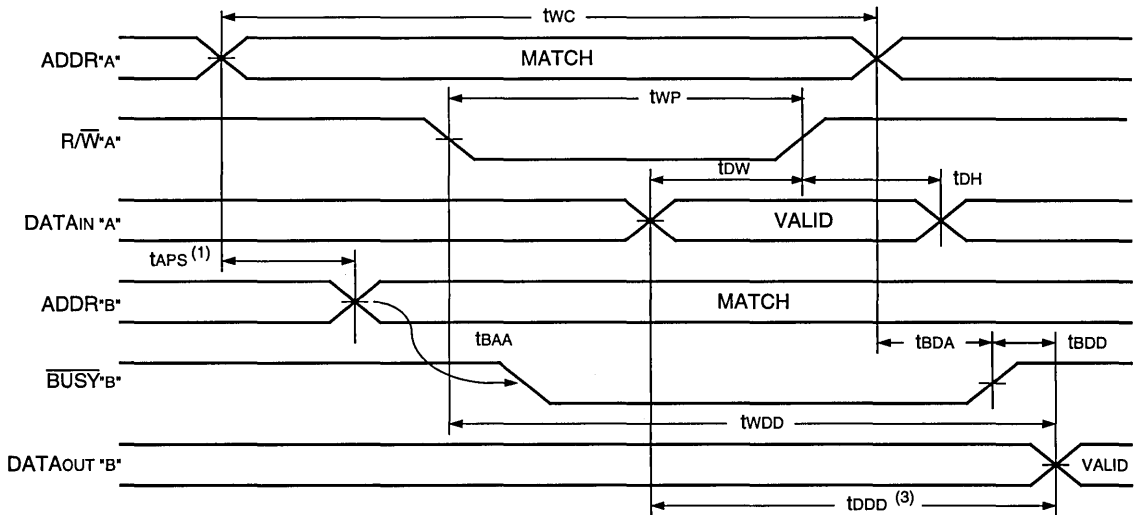 tWC
ADDR"A" MATCH
tWP
R/W"A"
tDW tDH
DATAIN "A" VALID
tAPS (1)
ADDR"B" MATCH
tBAA tBDA tBDD
BUSY"B"
tWDD
DATAOUT "B" VALID
tDDD (3)